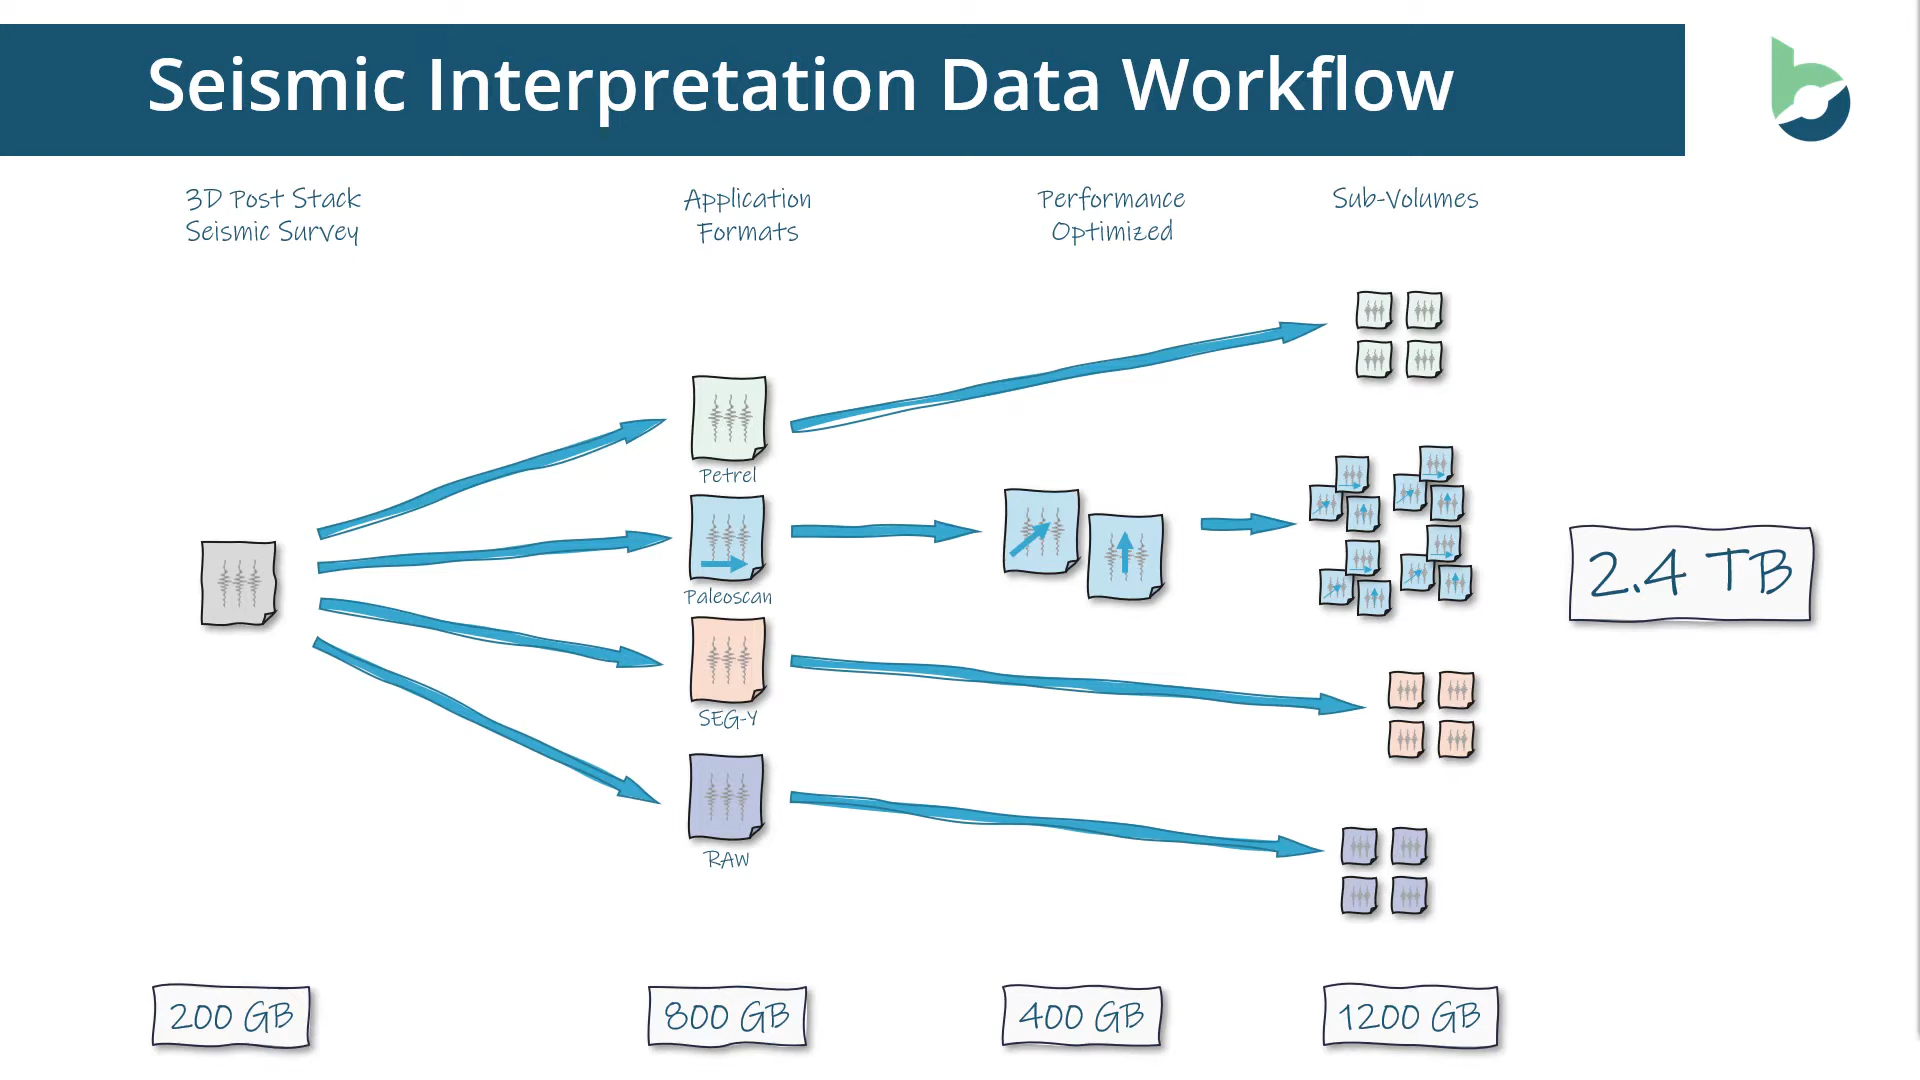 Seismic Interpretation Data Workflow
3D Post Stack
Seismic Survey
Application
Formats
Performance
Optimized
Sub-Volumes
Petrel
Paleoscan
SEG-Y
RAW
2.4 TB
200 GB
800 GB
400 GB
1200 GB